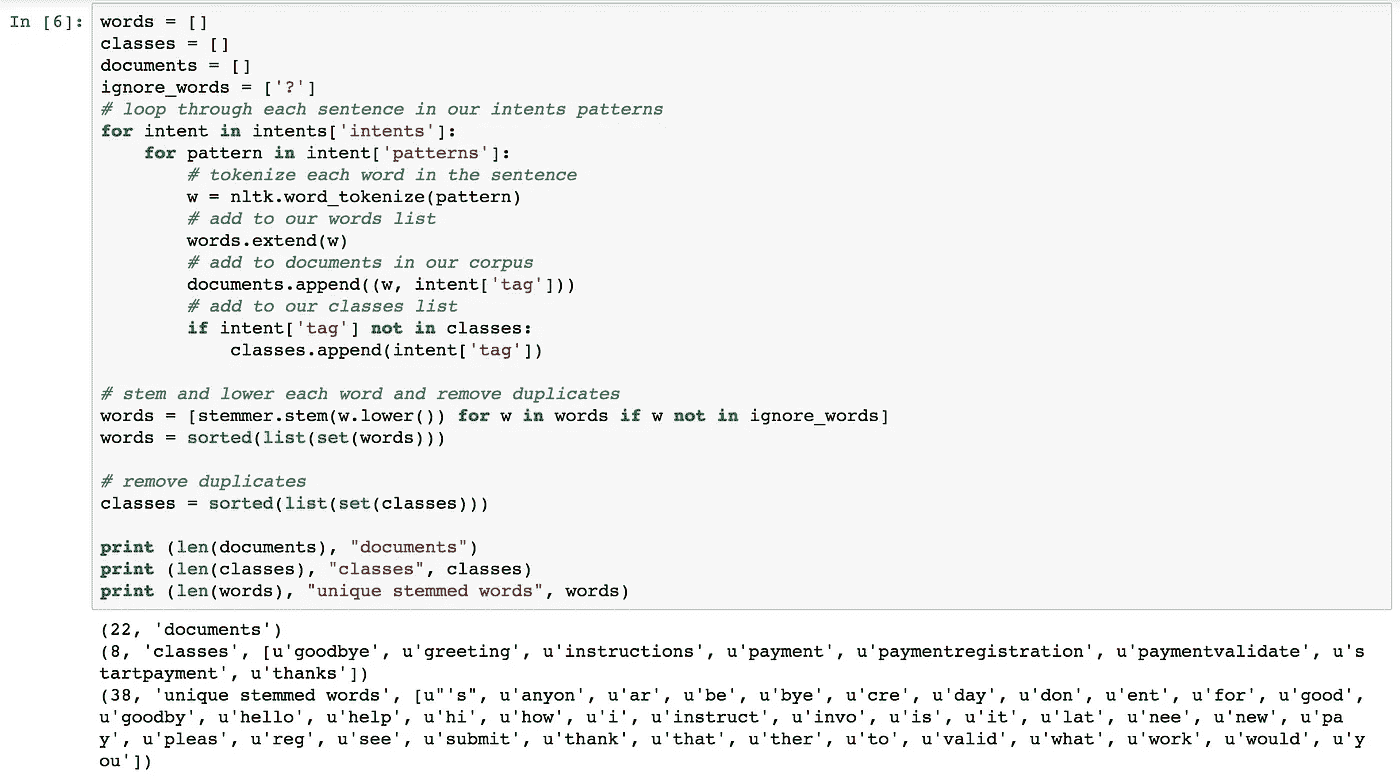 In [6]: words = []
classes = []
documents = []
ignore_words = ['?']
# loop through each sentence in our intents patterns
for intent in intents['intents']:
    for pattern in intent['patterns']:
        # tokenize each word in the sentence
        w = nltk.word_tokenize(pattern)
        # add to our words list
        words.extend(w)
        # add to documents in our corpus
        documents.append((w, intent['tag']))
        # add to our classes list
        if intent['tag'] not in classes:
            classes.append(intent['tag'])

# stem and lower each word and remove duplicates
words = [stemmer.stem(w.lower()) for w in words if w not in ignore_words]
words = sorted(list(set(words)))

# remove duplicates
classes = sorted(list(set(classes)))

print (len(documents), "documents")
print (len(classes), "classes", classes)
print (len(words), "unique stemmed words", words)
(22, 'documents')
(8, 'classes', [u'goodbye', u'greeting', u'instructions', u'payment', u'paymentregistration', u'paymentvalidate', u's
tartpayment', u'thanks'])
(38, 'unique stemmed words', [u"'s", u'anyon', u'ar', u'be', u'bye', u'cre', u'day', u'don', u'ent', u'for', u'good',
u'goodby', u'hello', u'help', u'hi', u'how', u'i', u'instruct', u'invo', u'is', u'it', u'lat', u'nee', u'new', u'pa
y', u'pleas', u'reg', u'see', u'submit', u'thank', u'that', u'ther', u'to', u'valid', u'what', u'work', u'would', u'y
ou'])